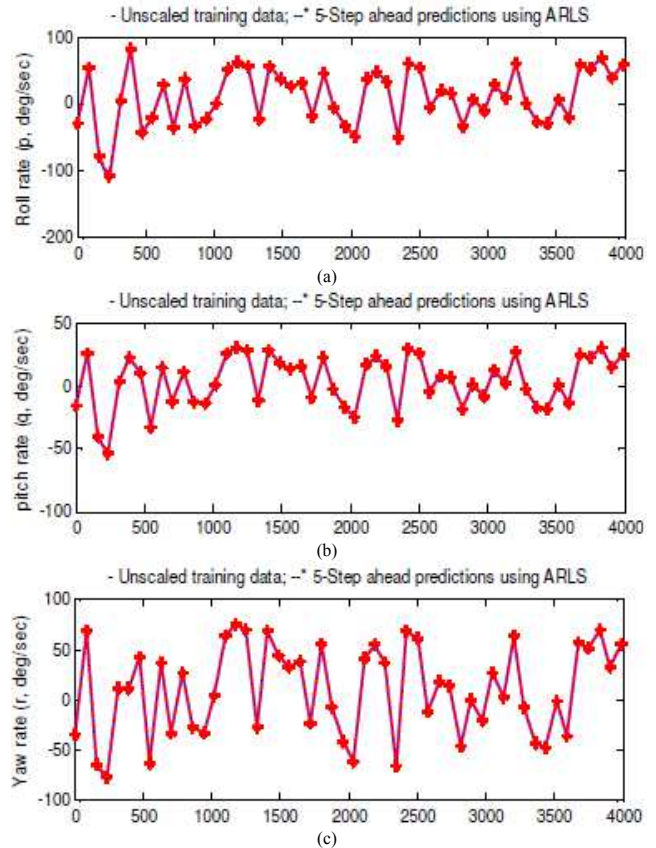 - Unscaled training data; --* 5-Step ahead predictions using ARLS
100
0
-100
-200
Roll rate (p, deg/sec)
0 500 1000 1500 2000 2500 3000 3500 4000
(a)
- Unscaled training data; --* 5-Step ahead predictions using ARLS
50
0
-50
-100
pitch rate (q, deg/sec)
0 500 1000 1500 2000 2500 3000 3500 4000
(b)
- Unscaled training data; --* 5-Step ahead predictions using ARLS
100
50
0
-50
-100
Yaw rate (r, deg/sec)
0 500 1000 1500 2000 2500 3000 3500 4000
(c)